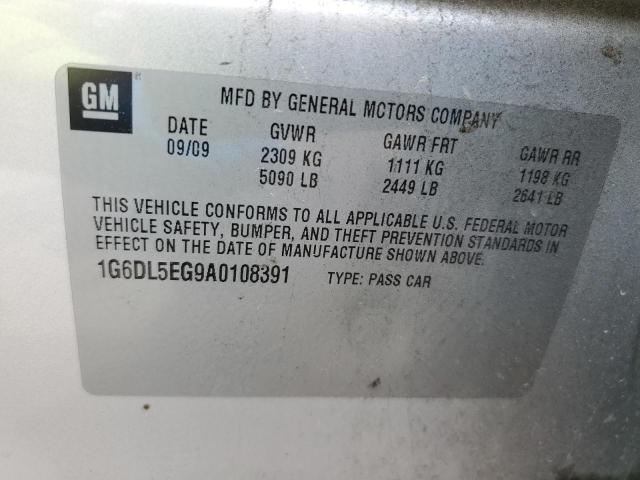 GM
MFD BY GENERAL MOTORS COMPANY
DATE GVWR GAWR FRT GAWR RR
09/09 2309 KG 1111 KG 1198 KG
5090 LB 2449 LB 2641 LB
THIS VEHICLE CONFORMS TO ALL APPLICABLE U.S. FEDERAL MOTOR
VEHICLE SAFETY, BUMPER, AND THEFT PREVENTION STANDARDS IN
EFFECT ON THE DATE OF MANUFACTURE SHOWN ABOVE.
1G6DL5EG9A0108391 TYPE: PASS CAR